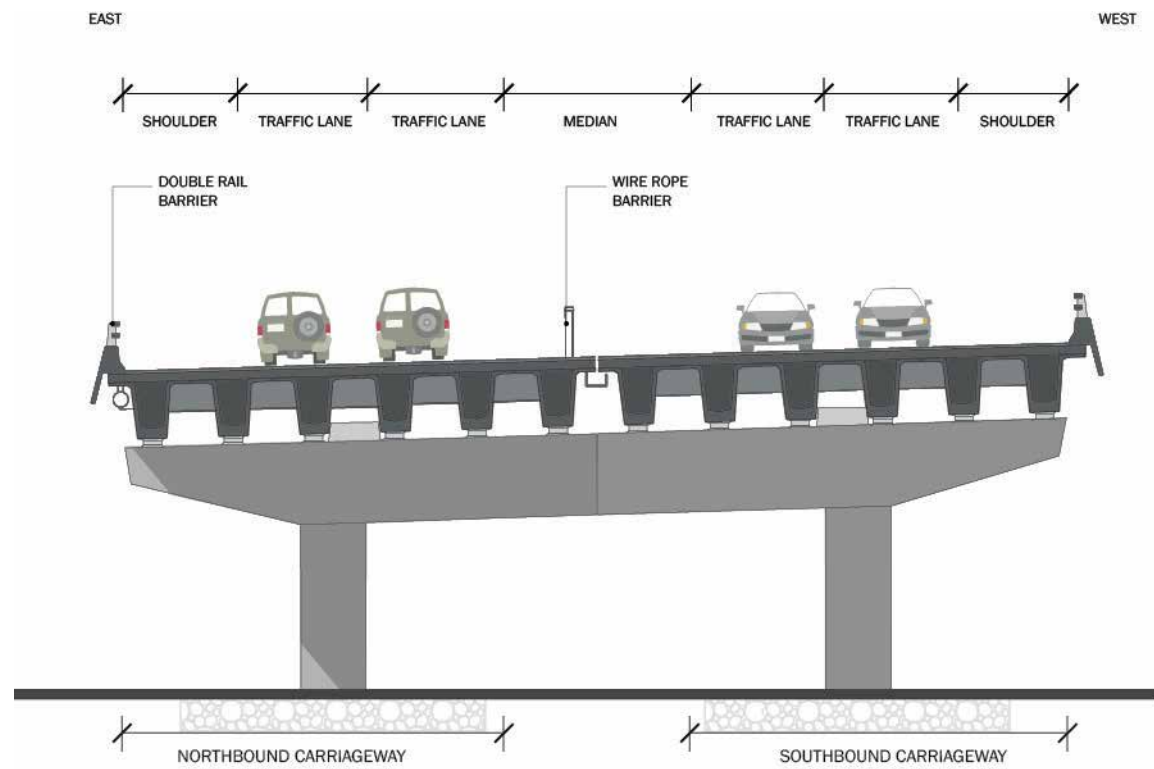 EAST
WEST
SHOULDER
TRAFFIC LANE
TRAFFIC LANE
MEDIAN
TRAFFIC LANE
TRAFFIC LANE
SHOULDER
DOUBLE RAIL
BARRIER
WIRE ROPE
BARRIER
NORTHBOUND CARRIAGEWAY
SOUTHBOUND CARRIAGEWAY